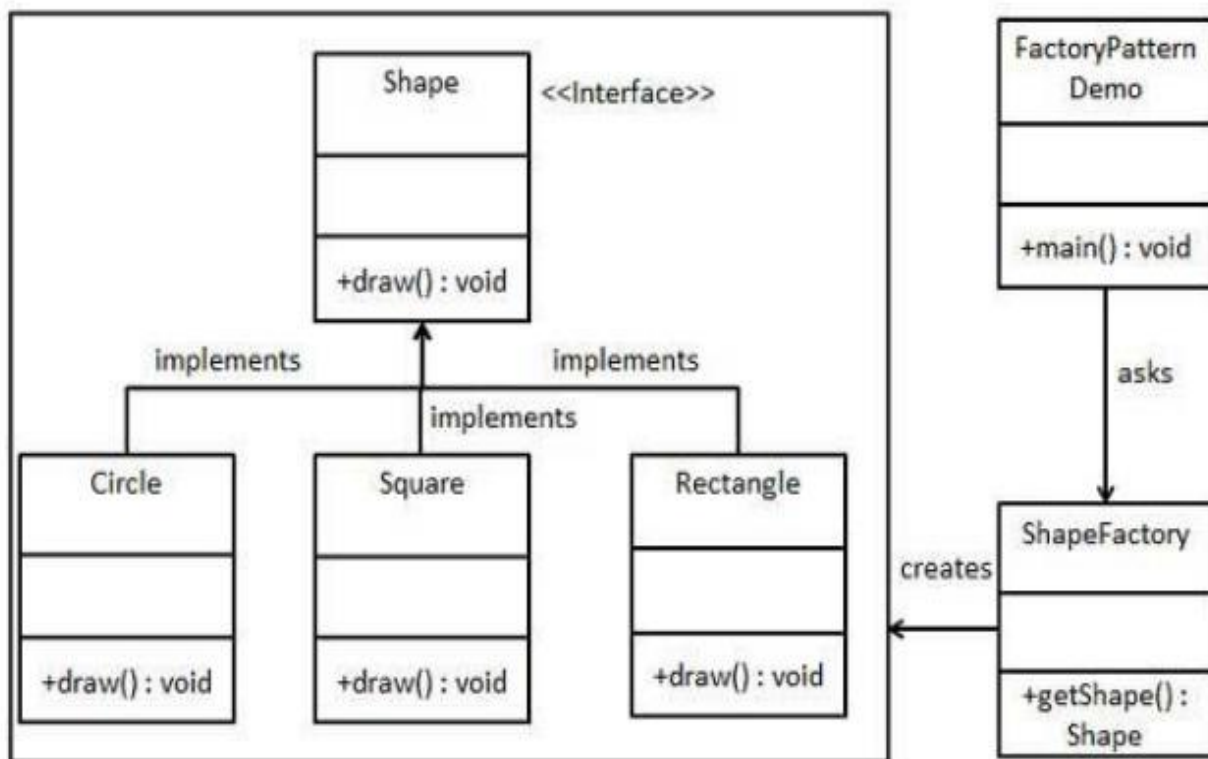 Shape
<<Interface>>
+draw() : void
implements
implements
implements
Circle
+draw() : void
Square
+draw() : void
Rectangle
+draw() : void
FactoryPattern
Demo
+main() : void
asks
ShapeFactory
+getShape() :
Shape
creates